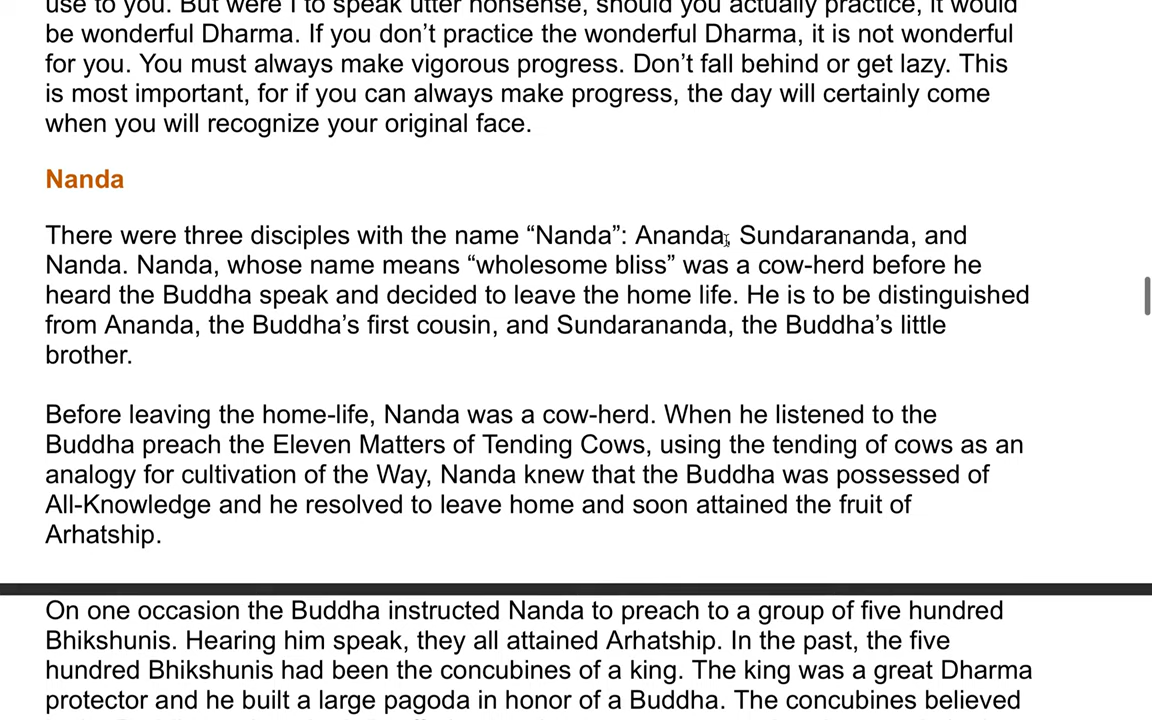 use to you. But were I to speak utter nonsense, should you actually practice, it would
be wonderful Dharma. If you don’t practice the wonderful Dharma, it is not wonderful
for you. You must always make vigorous progress. Don’t fall behind or get lazy. This
is most important, for if you can always make progress, the day will certainly come
when you will recognize your original face.
Nanda
There were three disciples with the name “Nanda”: Ananda, Sundarananda, and
Nanda. Nanda, whose name means “wholesome bliss” was a cow-herd before he
heard the Buddha speak and decided to leave the home life. He is to be distinguished
from Ananda, the Buddha’s first cousin, and Sundarananda, the Buddha’s little
brother.
Before leaving the home-life, Nanda was a cow-herd. When he listened to the
Buddha preach the Eleven Matters of Tending Cows, using the tending of cows as an
analogy for cultivation of the Way, Nanda knew that the Buddha was possessed of
All-Knowledge and he resolved to leave home and soon attained the fruit of
Arhatship.
On one occasion the Buddha instructed Nanda to preach to a group of five hundred
Bhikshunis. Hearing him speak, they all attained Arhatship. In the past, the five
hundred Bhikshunis had been the concubines of a king. The king was a great Dharma
protector and he built a large pagoda in honor of a Buddha. The concubines believed